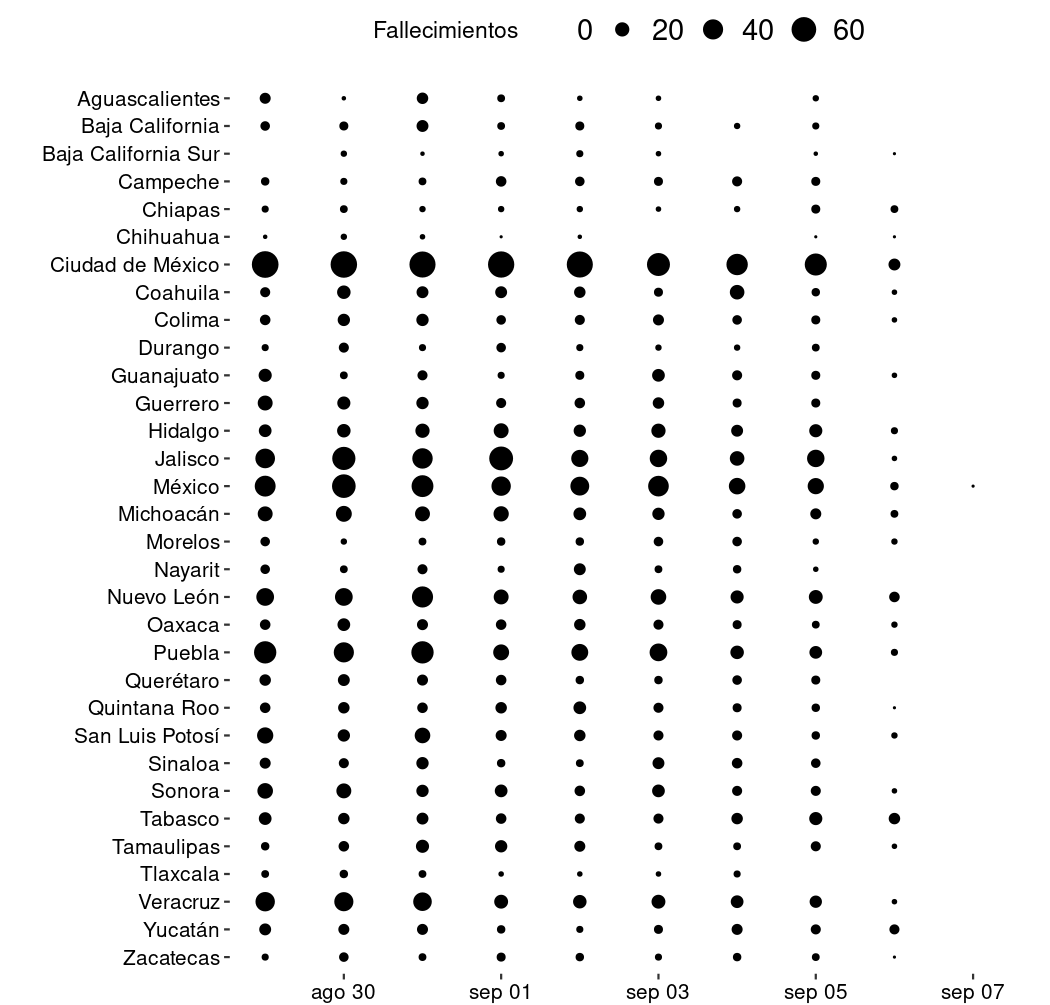 Fallecimientos 0 20 40 60
Aguascalientes
Baja California
Baja California Sur
Campeche
Chiapas
Chihuahua
Ciudad de México
Coahuila
Colima
Durango
Guanajuato
Guerrero
Hidalgo
Jalisco
México
Michoacán
Morelos
Nayarit
Nuevo León
Oaxaca
Puebla
Querétaro
Quintana Roo
San Luis Potosí
Sinaloa
Sonora
Tabasco
Tamaulipas
Tlaxcala
Veracruz
Yucatán
Zacatecas
ago 30 sep 01 sep 03 sep 05 sep 07